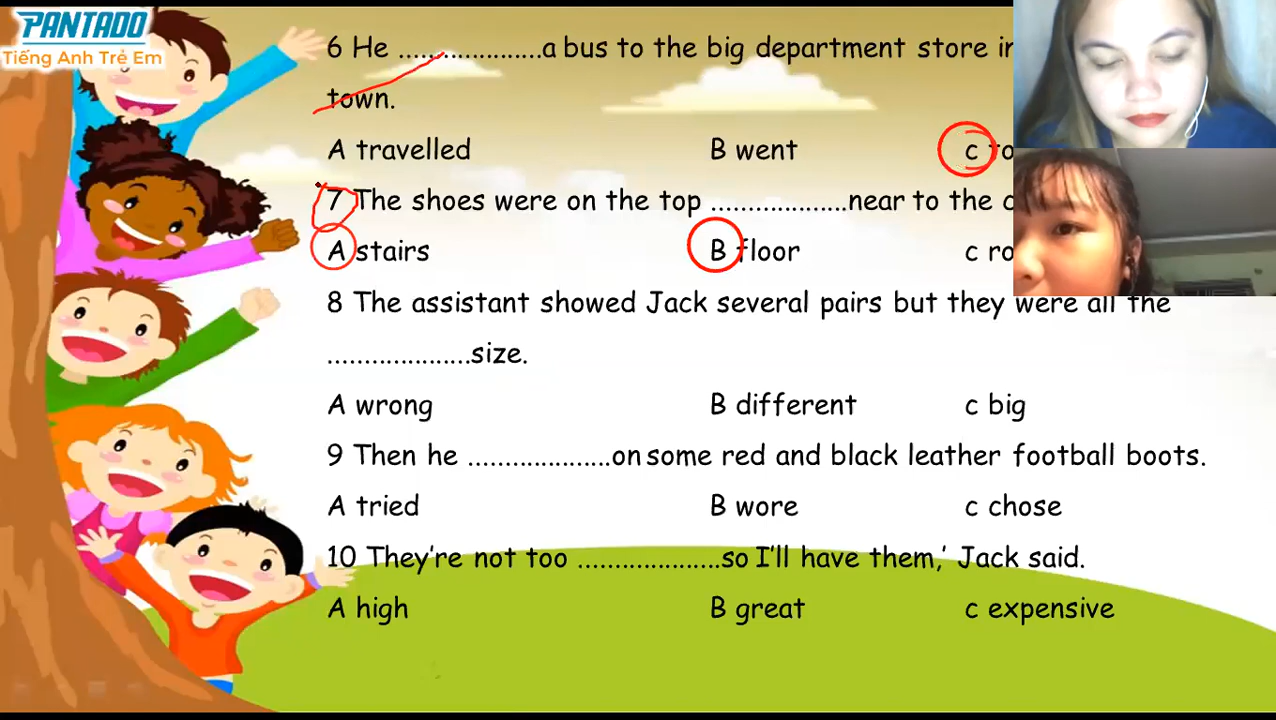 PANTADO
Tiếng Anh Trẻ Em
6 He ...................a bus to the big department store in
town.
A travelled B went c
7 The shoes were on the top ..................near to the
A stairs B floor c
8 The assistant showed Jack several pairs but they were all the
...................size.
A wrong B different c big
9 Then he ...................on some red and black leather football boots.
A tried B wore c chose
10 They're not too ...................so I'll have them,' Jack said.
A high B great c expensive